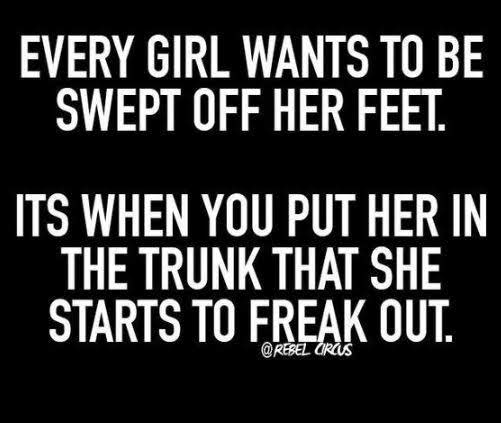 EVERY GIRL WANTS TO BE
SWEPT OFF HER FEET.
ITS WHEN YOU PUT HER IN
THE TRUNK THAT SHE
STARTS TO FREAK OUT.
@REBEL CIRCUS